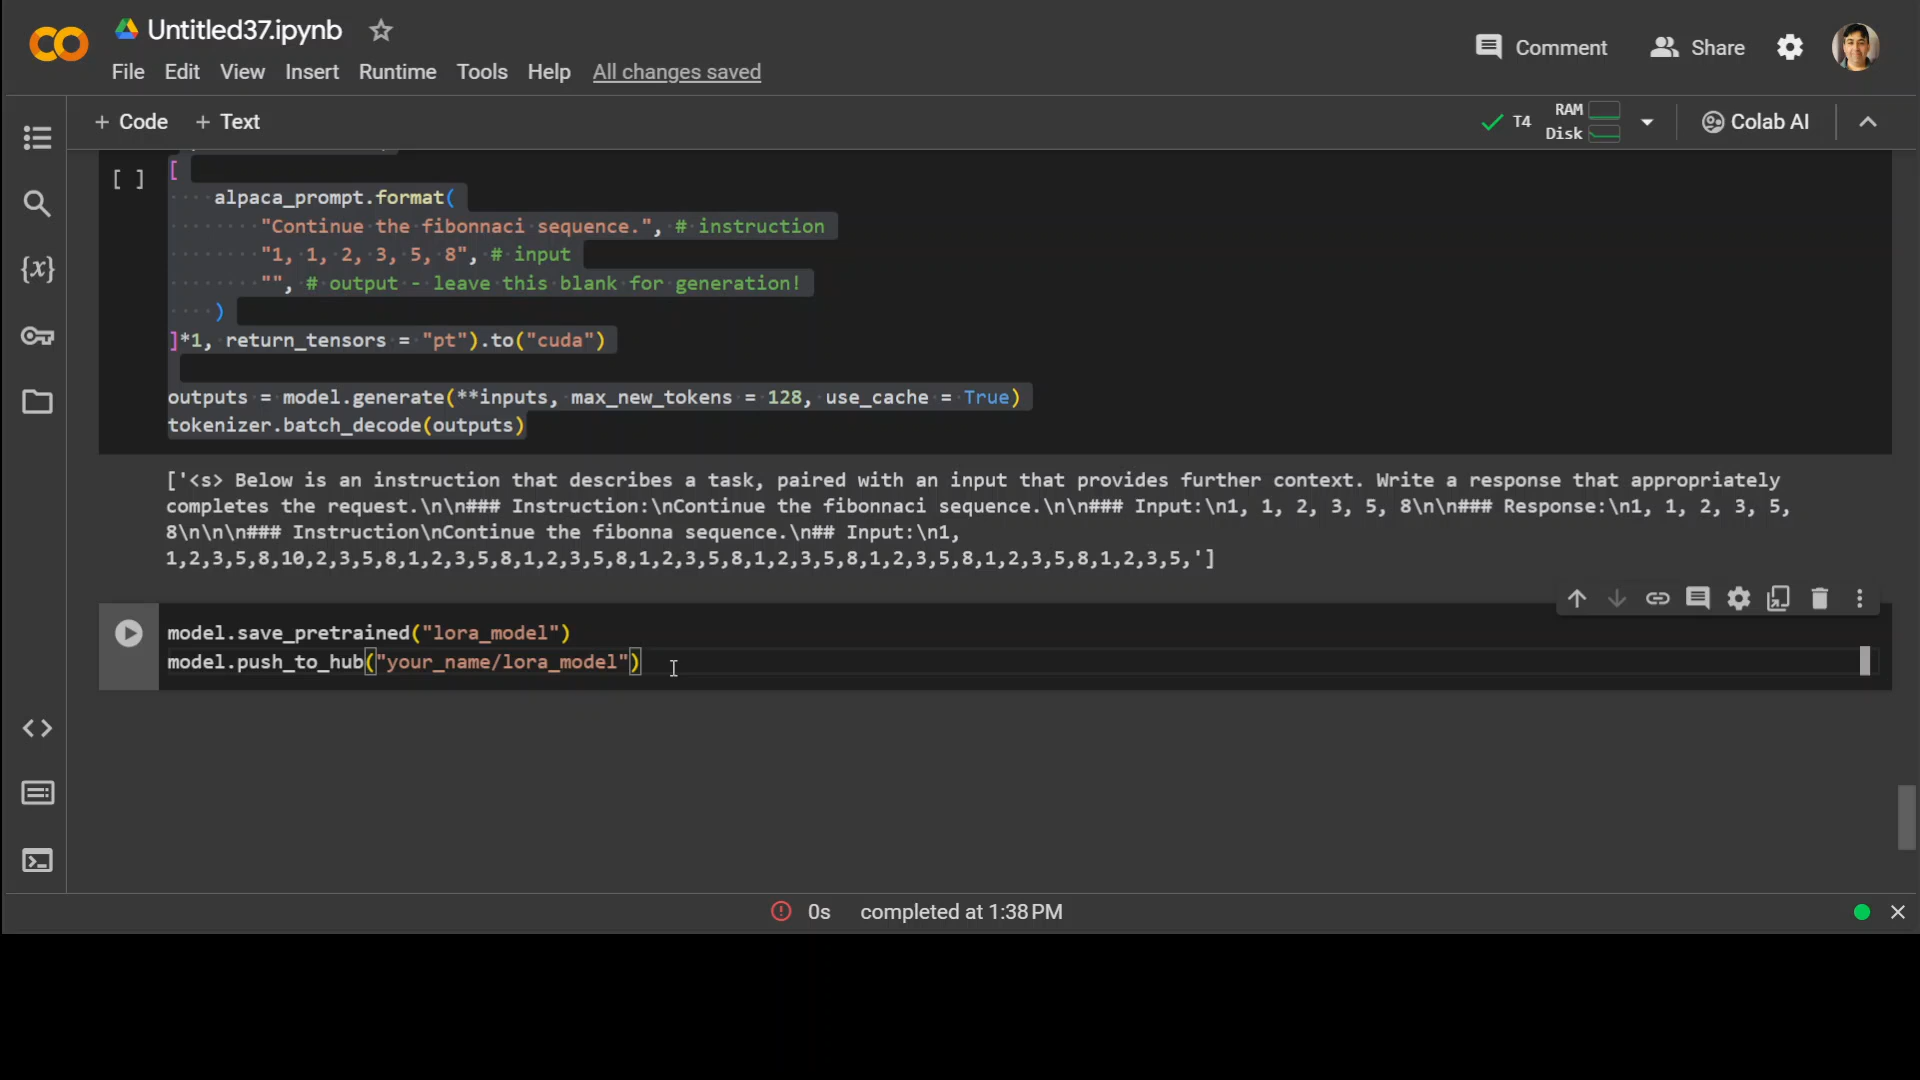 Untitled37.ipynb
Comment
Share
File Edit View Insert Runtime Tools Help All changes saved
+ Code + Text
T4
RAM
Disk
Colab AI
{x}
[ ]
[
alpaca_prompt.format(
"Continue the fibonnaci sequence.", # instruction
"1, 1, 2, 3, 5, 8", # input
"", # output - leave this blank for generation!
)
]*1, return_tensors = "pt").to("cuda")
outputs = model.generate(**inputs, max_new_tokens = 128, use_cache = True)
tokenizer.batch_decode(outputs)
['<s> Below is an instruction that describes a task, paired with an input that provides further context. Write a response that appropriately
completes the request.\n\n### Instruction:\nContinue the fibonnaci sequence.\n\n### Input:\n1, 1, 2, 3, 5, 8\n\n### Response:\n1, 1, 2, 3, 5,
8\n\n\n### Instruction\nContinue the fibonna sequence.\n## Input:\n1,
1,2,3,5,8,10,2,3,5,8,1,2,3,5,8,1,2,3,5,8,1,2,3,5,8,1,2,3,5,8,1,2,3,5,8,1,2,3,5,8,1,2,3,5,']
model.save_pretrained("lora_model")
model.push_to_hub("your_name/lora_model")
0s completed at 1:38 PM